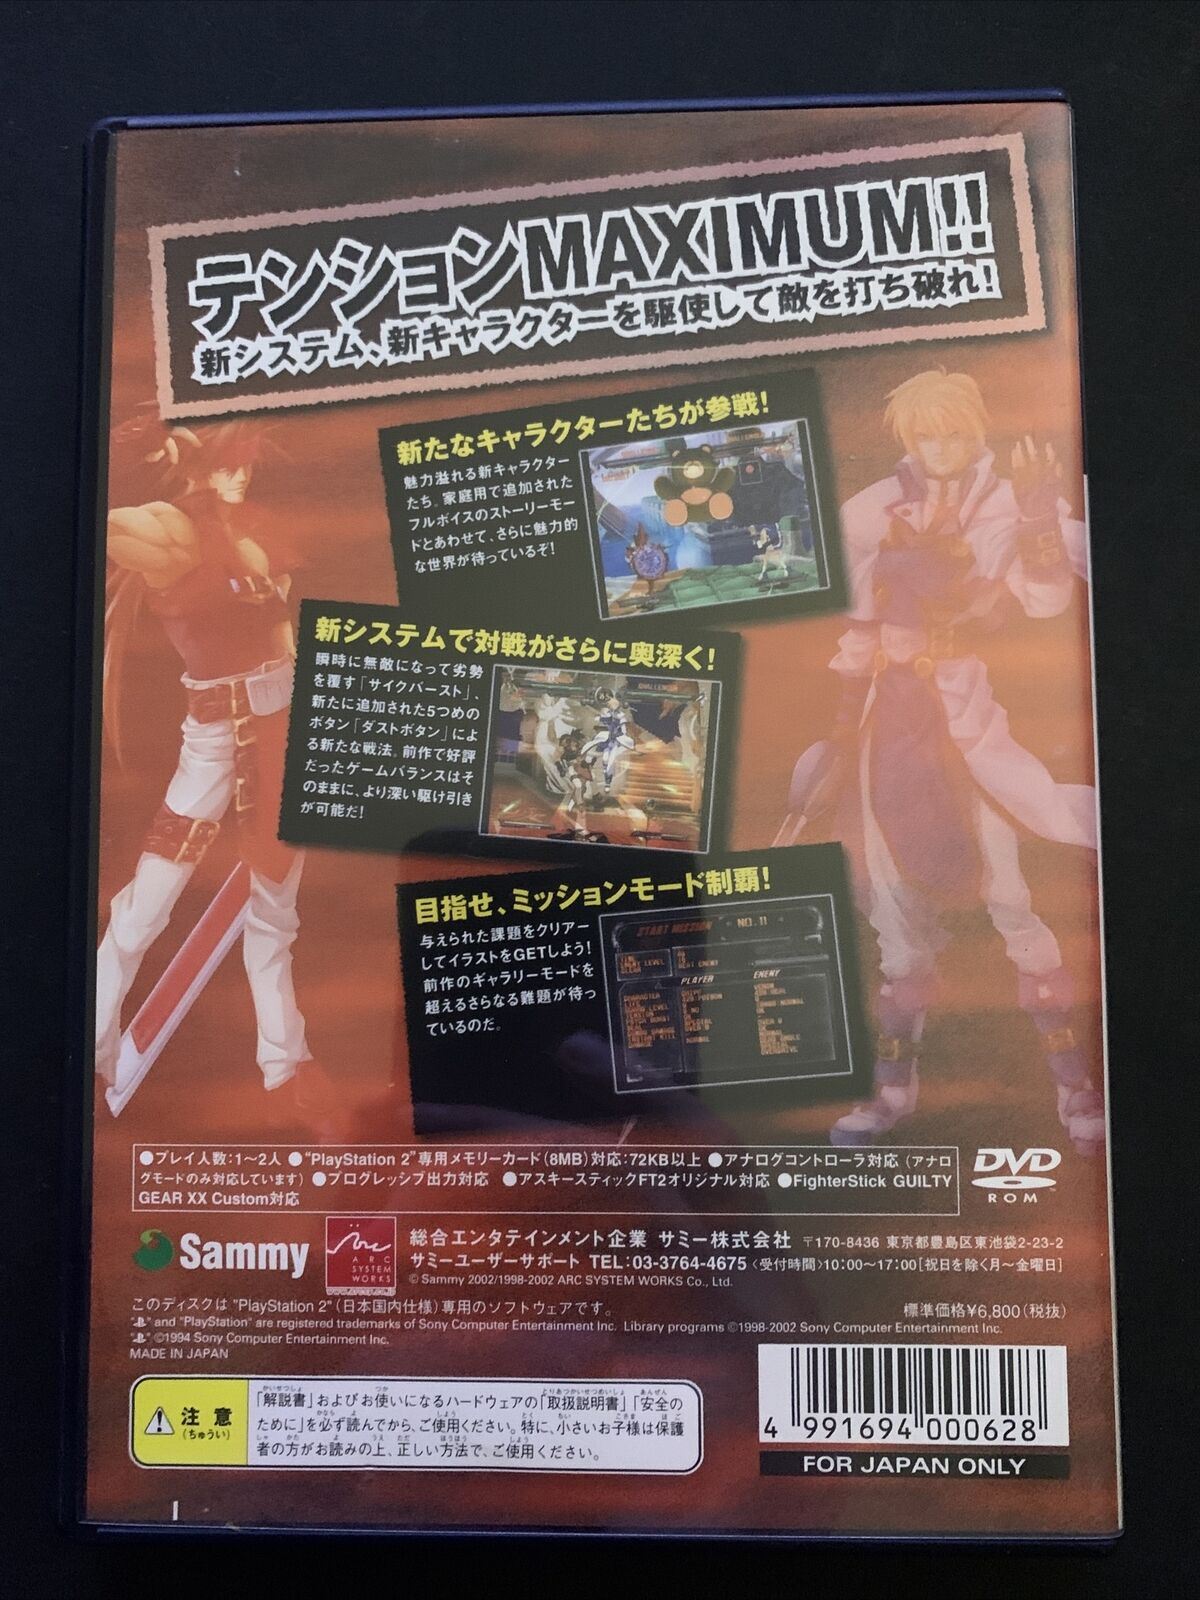 テンションMAXIMUM!!
新システム、新キャラクターを駆使して敵を打ち破れ!
新たなキャラクターたちが参戦!
魅力溢れる新キャラクター
たち。家庭用で追加された
フルボイスのストーリーモー
ドとあわせて、さらに魅力的
な世界が待っているぞ!
新システムで対戦がさらに奥深く!
瞬時に無敵になって劣勢
を覆す「サイクバースト」、
新たに追加された5つめの
ボタン「ダストボタン」によ
る新たな戦法。前作で好評
だったゲームバランスはそ
のままに、より深い駆け引き
が可能だ!
目指せ、ミッションモード制覇!
与えられた課題をクリアー
してイラストをGETしよう!
前作のギャラリーモードを
超えるさらなる難題が待っ
ているのだ。
START MISSION NO.11
PLAYER ENEMY
●プレイ人数:1〜2人 ●"PlayStation 2"専用メモリーカード(8MB)対応:72KB以上 ●アナログコントローラ対応(アナロ
グモードのみ対応しています) ●プログレッシブ出力対応 ●アスキースティックFT2オリジナル対応 ●FighterStick GUILTY
GEAR XX Custom対応
DVD
ROM
Sammy
ARC
SYSTEM
WORKS
総合エンタテインメント企業 サミー株式会社 〒170-8436 東京都豊島区東池袋2-23-2
サミーユーザーサポート TEL:03-3764-4675 〈受付時間〉10:00〜17:00[祝日を除く月〜金曜日]
© Sammy 2002/1998-2002 ARC SYSTEM WORKS Co., Ltd.
このディスクは "PlayStation 2" (日本国内仕様) 専用のソフトウェアです。
標準価格¥6,800(税抜)
" " and "PlayStation" are registered trademarks of Sony Computer Entertainment Inc. Library programs ©1998-2002 Sony Computer Entertainment Inc.
" " ©1994 Sony Computer Entertainment Inc.
MADE IN JAPAN
注意
(ちゅうい)
「解説書」およびお使いになるハードウェアの「取扱説明書」「安全の
ために」を必ず読んでから、ご使用ください。特に、小さいお子様は保護
者の方がお読みの上、正しい方法で、ご使用ください。
4 991694 000628
FOR JAPAN ONLY